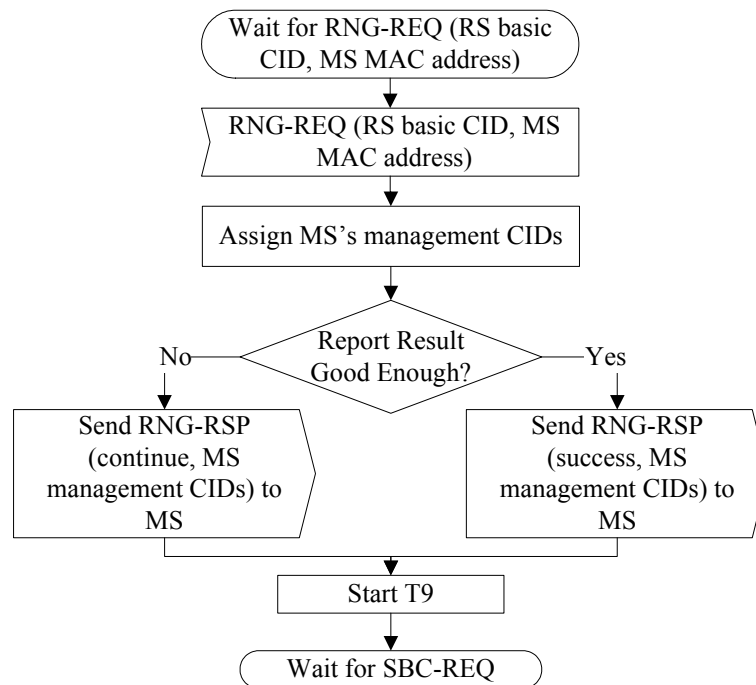 Wait for RNG-REQ (RS basic
CID, MS MAC address)
RNG-REQ (RS basic CID, MS
MAC address)
Assign MS's management CIDs
Report Result
Good Enough?
No
Yes
Send RNG-RSP
(continue, MS
management CIDs) to
MS
Send RNG-RSP
(success, MS
management CIDs) to
MS
Start T9
Wait for SBC-REQ